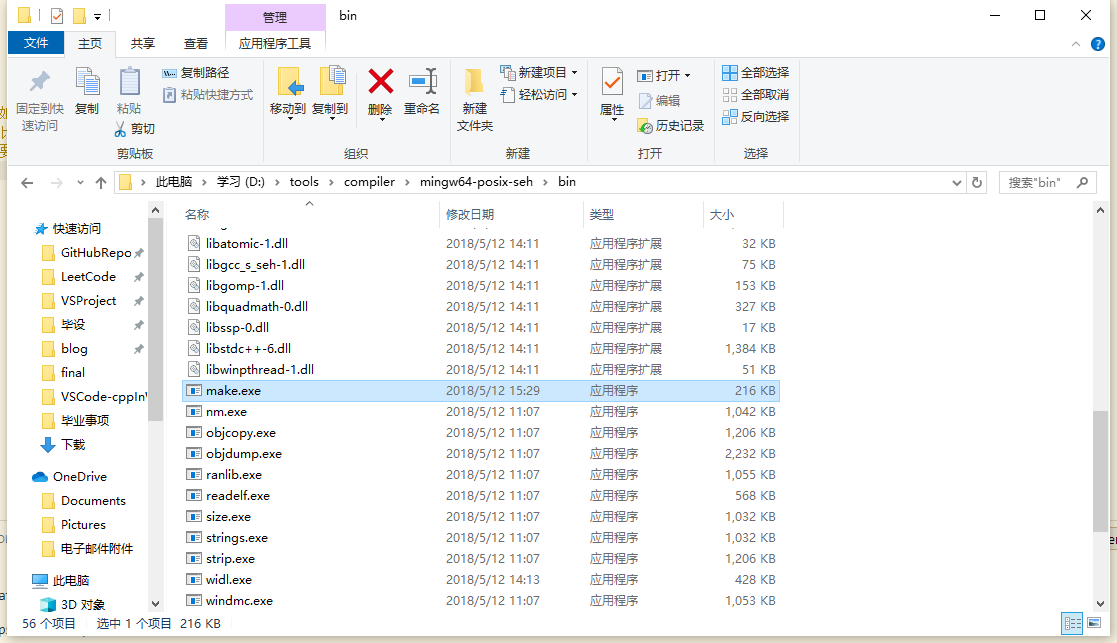 管理
bin
文件
主页
共享
查看
应用程序工具
固定到快速访问
复制
粘贴
复制路径
粘贴快捷方式
剪切
剪贴板
移动到
复制到
删除
重命名
组织
新建
文件夹
新建项目
轻松访问
新建
属性
打开
编辑
历史记录
打开
全部选择
全部取消
反向选择
选择
此电脑 > 学习 (D:) > tools > compiler > mingw64-posix-seh > bin
搜索"bin"
名称 修改日期 类型 大小
快速访问
GitHubRepo
LeetCode
VSProject
毕设
blog
final
VSCode-cppInW
毕业事项
下载
OneDrive
Documents
Pictures
电子邮件附件
此电脑
3D 对象
libatomic-1.dll 2018/5/12 14:11 应用程序扩展 32 KB
libgcc_s_seh-1.dll 2018/5/12 14:11 应用程序扩展 75 KB
libgomp-1.dll 2018/5/12 14:11 应用程序扩展 153 KB
libquadmath-0.dll 2018/5/12 14:11 应用程序扩展 327 KB
libssp-0.dll 2018/5/12 14:11 应用程序扩展 17 KB
libstdc++-6.dll 2018/5/12 14:11 应用程序扩展 1,384 KB
libwinpthread-1.dll 2018/5/12 14:11 应用程序扩展 51 KB
make.exe 2018/5/12 15:29 应用程序 216 KB
nm.exe 2018/5/12 11:07 应用程序 1,042 KB
objcopy.exe 2018/5/12 11:07 应用程序 1,206 KB
objdump.exe 2018/5/12 11:07 应用程序 2,232 KB
ranlib.exe 2018/5/12 11:07 应用程序 1,055 KB
readelf.exe 2018/5/12 11:07 应用程序 568 KB
size.exe 2018/5/12 11:07 应用程序 1,032 KB
strings.exe 2018/5/12 11:07 应用程序 1,032 KB
strip.exe 2018/5/12 11:07 应用程序 1,206 KB
widl.exe 2018/5/12 14:13 应用程序 428 KB
windmc.exe 2018/5/12 11:07 应用程序 1,053 KB
56 个项目 选中 1 个项目 216 KB